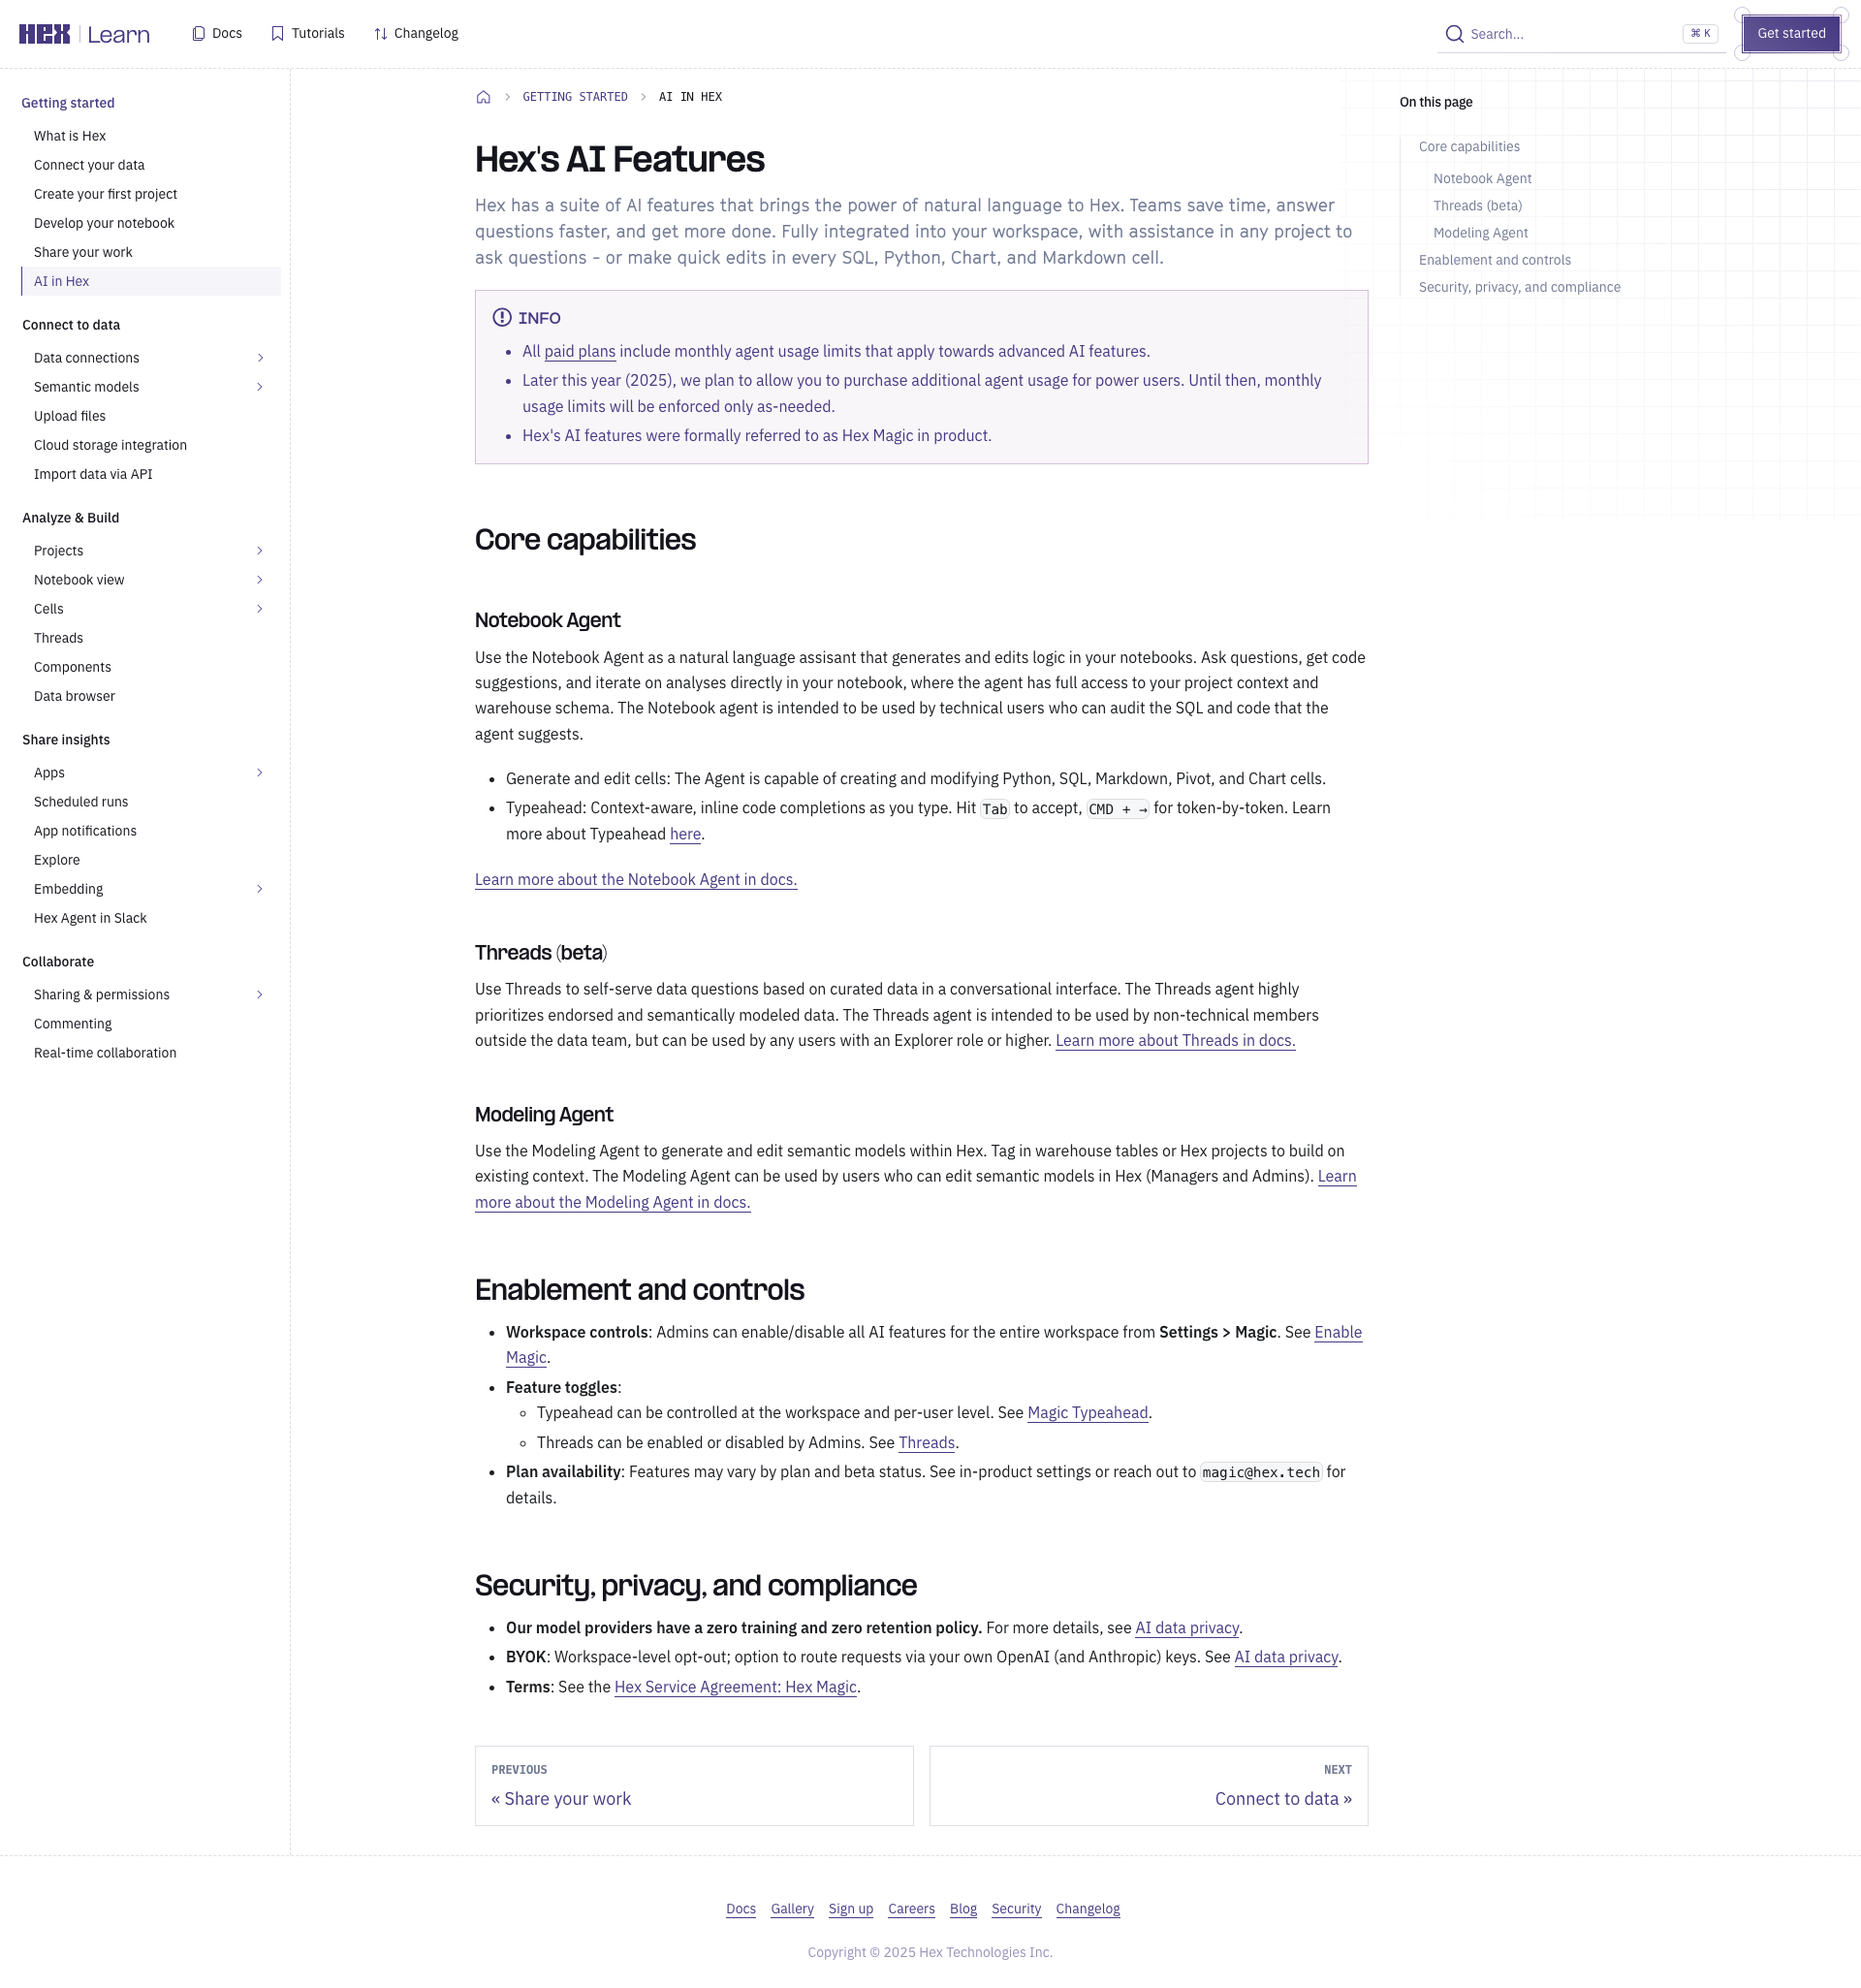 HEX Learn
Docs
Tutorials
Changelog
Search...
⌘ K
Get started
Getting started
What is Hex
Connect your data
Create your first project
Develop your notebook
Share your work
AI in Hex
Connect to data
Data connections
Semantic models
Upload files
Cloud storage integration
Import data via API
Analyze & Build
Projects
Notebook view
Cells
Threads
Components
Data browser
Share insights
Apps
Scheduled runs
App notifications
Explore
Embedding
Hex Agent in Slack
Collaborate
Sharing & permissions
Commenting
Real-time collaboration
GETTING STARTED
AI IN HEX
Hex's AI Features
Hex has a suite of AI features that brings the power of natural language to Hex. Teams save time, answer
questions faster, and get more done. Fully integrated into your workspace, with assistance in any project to
ask questions - or make quick edits in every SQL, Python, Chart, and Markdown cell.
INFO
• All paid plans include monthly agent usage limits that apply towards advanced AI features.
• Later this year (2025), we plan to allow you to purchase additional agent usage for power users. Until then, monthly
usage limits will be enforced only as-needed.
• Hex's AI features were formally referred to as Hex Magic in product.
Core capabilities
Notebook Agent
Use the Notebook Agent as a natural language assisant that generates and edits logic in your notebooks. Ask questions, get code
suggestions, and iterate on analyses directly in your notebook, where the agent has full access to your project context and
warehouse schema. The Notebook agent is intended to be used by technical users who can audit the SQL and code that the
agent suggests.
• Generate and edit cells: The Agent is capable of creating and modifying Python, SQL, Markdown, Pivot, and Chart cells.
• Typeahead: Context-aware, inline code completions as you type. Hit Tab to accept, CMD + → for token-by-token. Learn
more about Typeahead here.
Learn more about the Notebook Agent in docs.
Threads (beta)
Use Threads to self-serve data questions based on curated data in a conversational interface. The Threads agent highly
prioritizes endorsed and semantically modeled data. The Threads agent is intended to be used by non-technical members
outside the data team, but can be used by any users with an Explorer role or higher. Learn more about Threads in docs.
Modeling Agent
Use the Modeling Agent to generate and edit semantic models within Hex. Tag in warehouse tables or Hex projects to build on
existing context. The Modeling Agent can be used by users who can edit semantic models in Hex (Managers and Admins). Learn
more about the Modeling Agent in docs.
Enablement and controls
• Workspace controls: Admins can enable/disable all AI features for the entire workspace from Settings > Magic. See Enable
Magic.
• Feature toggles:
◦ Typeahead can be controlled at the workspace and per-user level. See Magic Typeahead.
◦ Threads can be enabled or disabled by Admins. See Threads.
• Plan availability: Features may vary by plan and beta status. See in-product settings or reach out to magic@hex.tech for
details.
Security, privacy, and compliance
• Our model providers have a zero training and zero retention policy. For more details, see AI data privacy.
• BYOK: Workspace-level opt-out; option to route requests via your own OpenAI (and Anthropic) keys. See AI data privacy.
• Terms: See the Hex Service Agreement: Hex Magic.
PREVIOUS
« Share your work
NEXT
Connect to data »
On this page
Core capabilities
Notebook Agent
Threads (beta)
Modeling Agent
Enablement and controls
Security, privacy, and compliance
Docs Gallery Sign up Careers Blog Security Changelog
Copyright © 2025 Hex Technologies Inc.